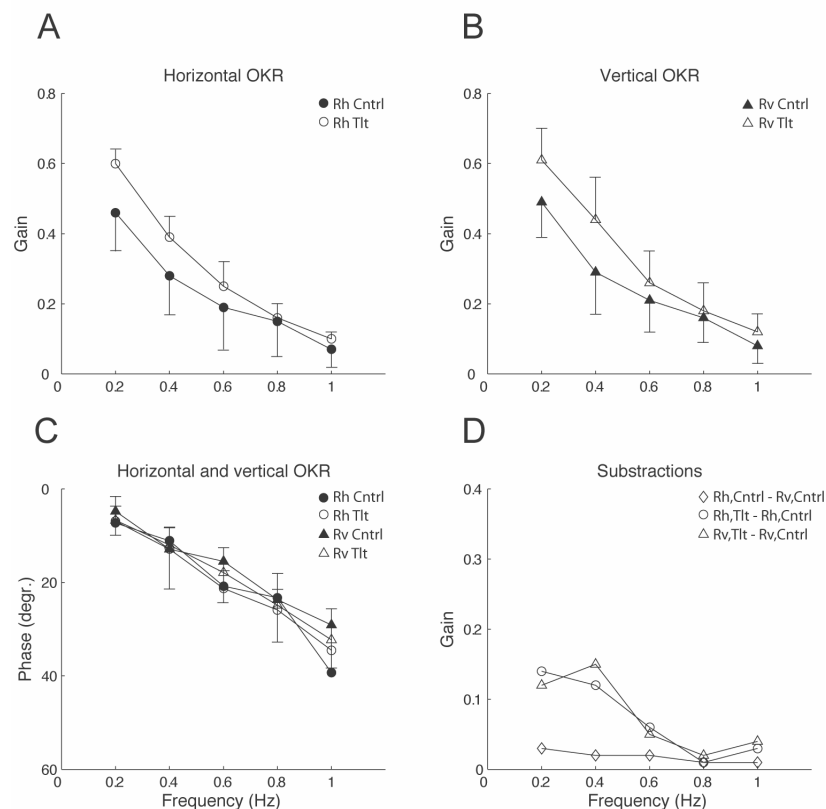 A
Horizontal OKR
Rh Cntrl
Rh Tlt
0.8
0.6
0.4
0.2
0
Gain
0
0.2
0.4
0.6
0.8
1
B
Vertical OKR
Rv Cntrl
Rv Tlt
0.8
0.6
0.4
0.2
0
Gain
0
0.2
0.4
0.6
0.8
1
C
Horizontal and vertical OKR
Rh Cntrl
Rh Tlt
Rv Cntrl
Rv Tlt
0
20
40
60
Phase (degr.)
0
0.2
0.4
0.6
0.8
1
Frequency (Hz)
D
Substractions
Rh,Cntrl - Rv,Cntrl
Rh,Tlt - Rh,Cntrl
Rv,Tlt - Rv,Cntrl
0.4
0.3
0.2
0.1
0
Gain
0
0.2
0.4
0.6
0.8
1
Frequency (Hz)